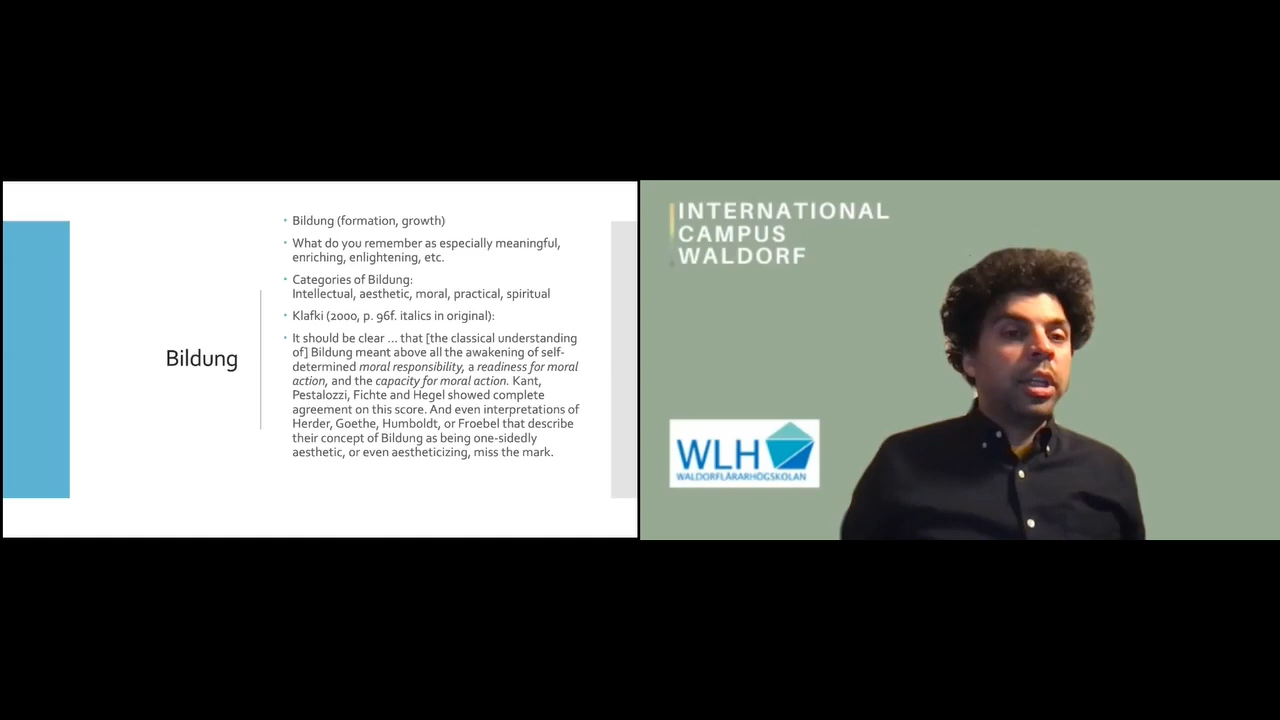 Bildung
Bildung (formation, growth)
What do you remember as especially meaningful,
enriching, enlightening, etc.
Categories of Bildung:
Intellectual, aesthetic, moral, practical, spiritual
Klafki (2000, p. 96f. italics in original):
It should be clear ... that [the classical understanding
of] Bildung meant above all the awakening of self-
determined moral responsibility, a readiness for moral
action, and the capacity for moral action. Kant,
Pestalozzi, Fichte and Hegel showed complete
agreement on this score. And even interpretations of
Herder, Goethe, Humboldt, or Froebel that describe
their concept of Bildung as being one-sidedly
aesthetic, or even aestheticizing, miss the mark.
INTERNATIONAL
CAMPUS
WALDORF
WLH
WALDORFLÄRARHÖGSKOLAN